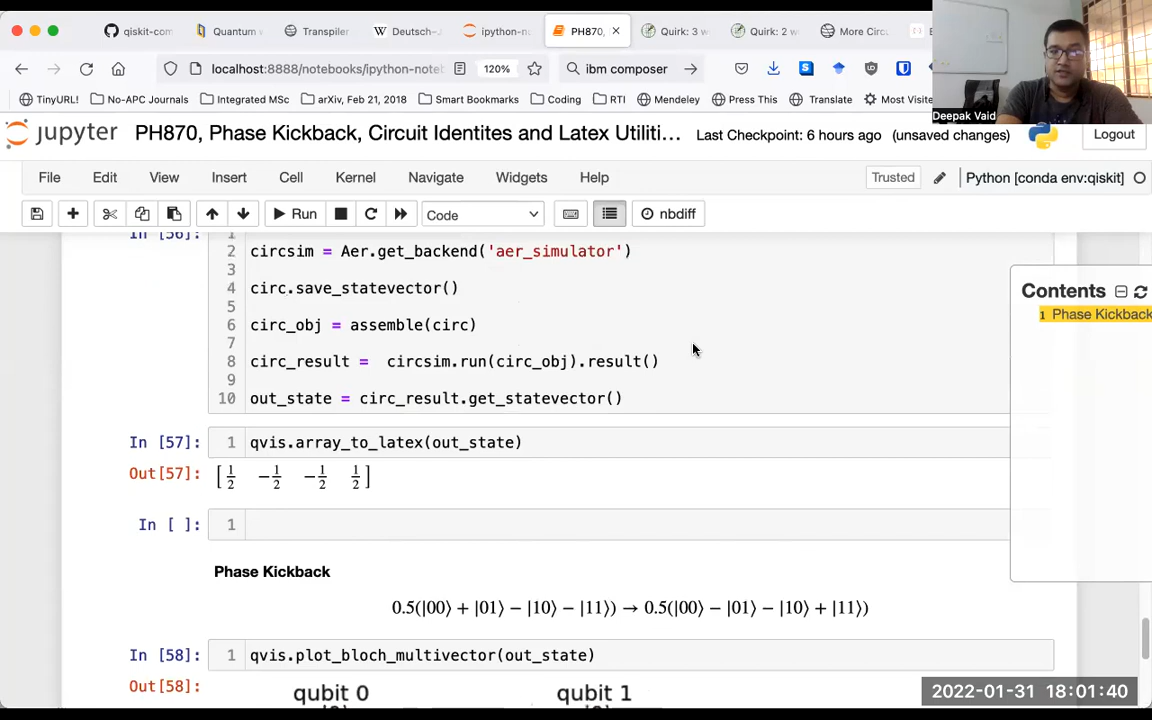 qiskit-com
Quantum v
Transpiler
Deutsch-J
ipython-n
PH870,
Quirk: 3 w
Quirk: 2 w
More Circ
localhost:8888/notebooks/ipython-note
120%
ibm composer
TinyURL!
No-APC Journals
Integrated MSc
arXiv, Feb 21, 2018
Smart Bookmarks
Coding
RTI
Mendeley
Press This
Translate
Most Visite
Deepak Vaid
jupyter
PH870, Phase Kickback, Circuit Identites and Latex Utiliti...
Last Checkpoint: 6 hours ago
(unsaved changes)
Logout
File
Edit
View
Insert
Cell
Kernel
Navigate
Widgets
Help
Trusted
Python [conda env:qiskit]
Run
Code
nbdiff
In [56]:
1
2 circsim = Aer.get_backend('aer_simulator')
3
4 circ.save_statevector()
5
6 circ_obj = assemble(circ)
7
8 circ_result =  circsim.run(circ_obj).result()
9
10 out_state = circ_result.get_statevector()
Contents
1 Phase Kickback
In [57]: 1 qvis.array_to_latex(out_state)
Out[57]: [1/2 -1/2 -1/2 1/2]
In [ ]: 1
Phase Kickback
0.5(|00⟩ + |01⟩ − |10⟩ − |11⟩) → 0.5(|00⟩ − |01⟩ − |10⟩ + |11⟩)
In [58]: 1 qvis.plot_bloch_multivector(out_state)
Out[58]:
qubit 0
qubit 1
2022-01-31 18:01:40